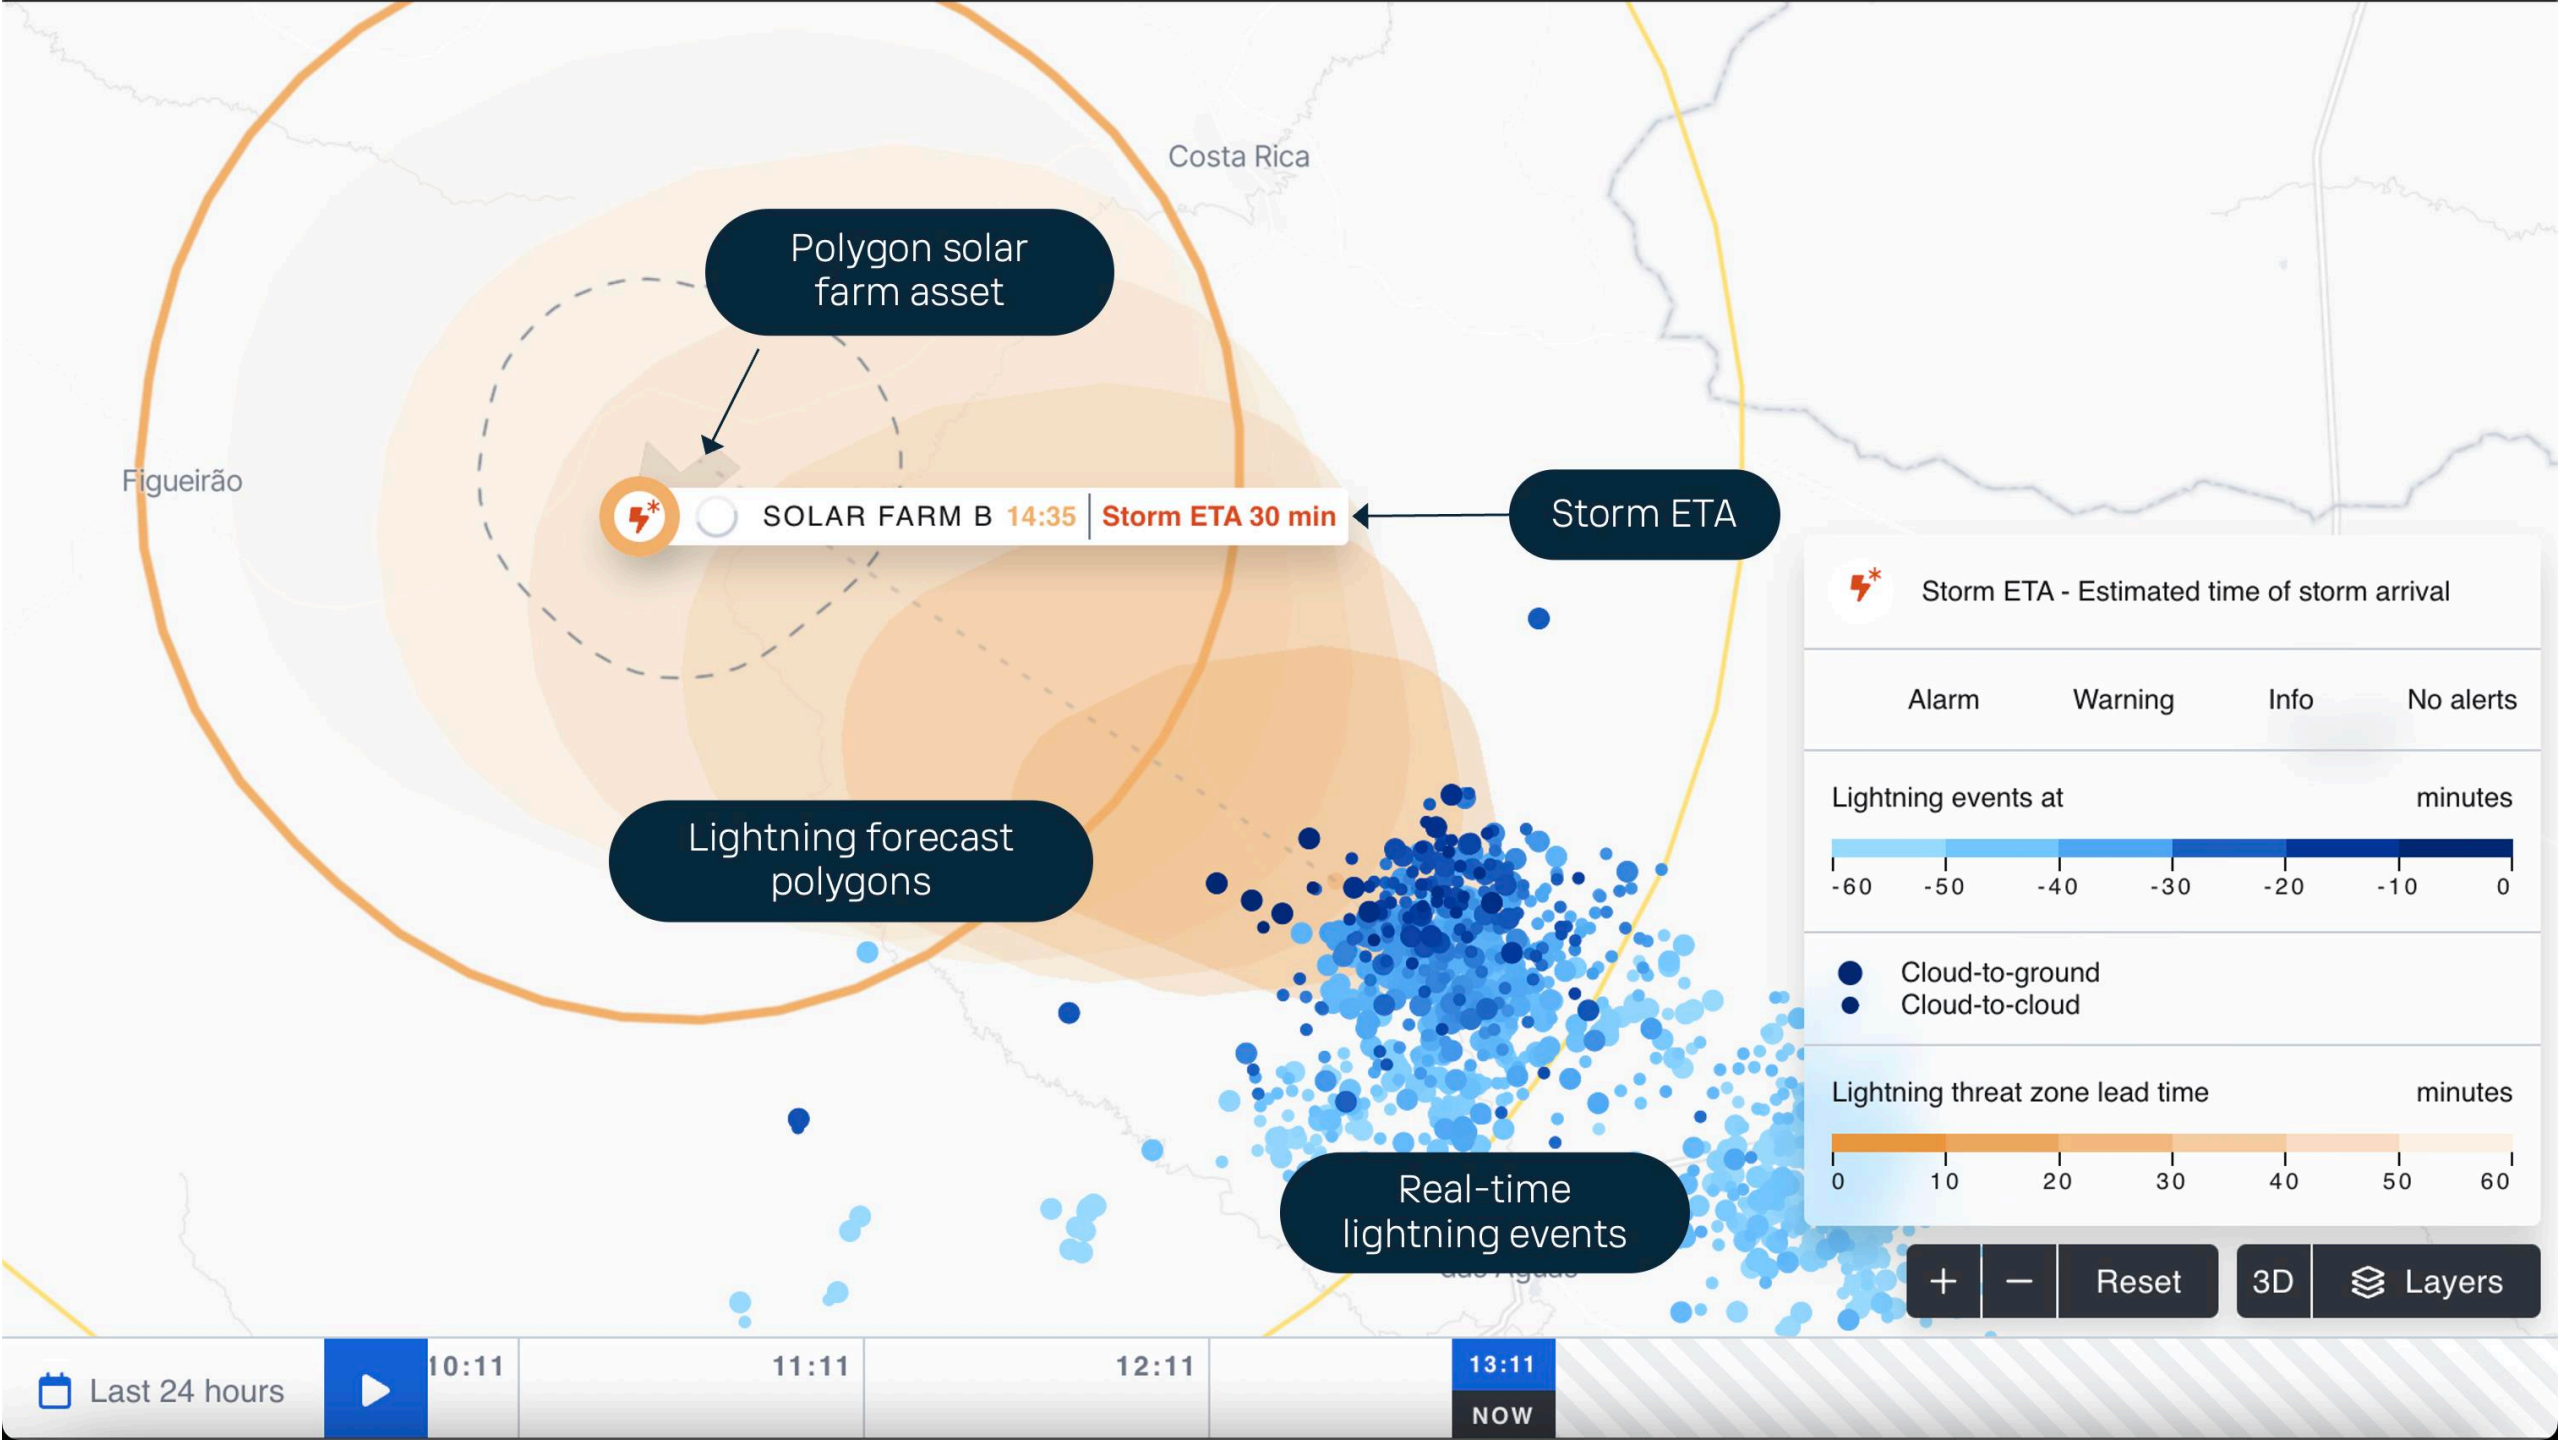 Costa Rica
Polygon solar
farm asset
Figueirão
SOLAR FARM B 14:35 Storm ETA 30 min
Storm ETA
Storm ETA - Estimated time of storm arrival
Alarm Warning Info No alerts
Lightning events at minutes
-60 -50 -40 -30 -20 -10 0
Cloud-to-ground
Cloud-to-cloud
Lightning threat zone lead time minutes
0 10 20 30 40 50 60
Lightning forecast
polygons
Real-time
lightning events
+ − Reset 3D Layers
Last 24 hours
10:11 11:11 12:11 13:11
NOW